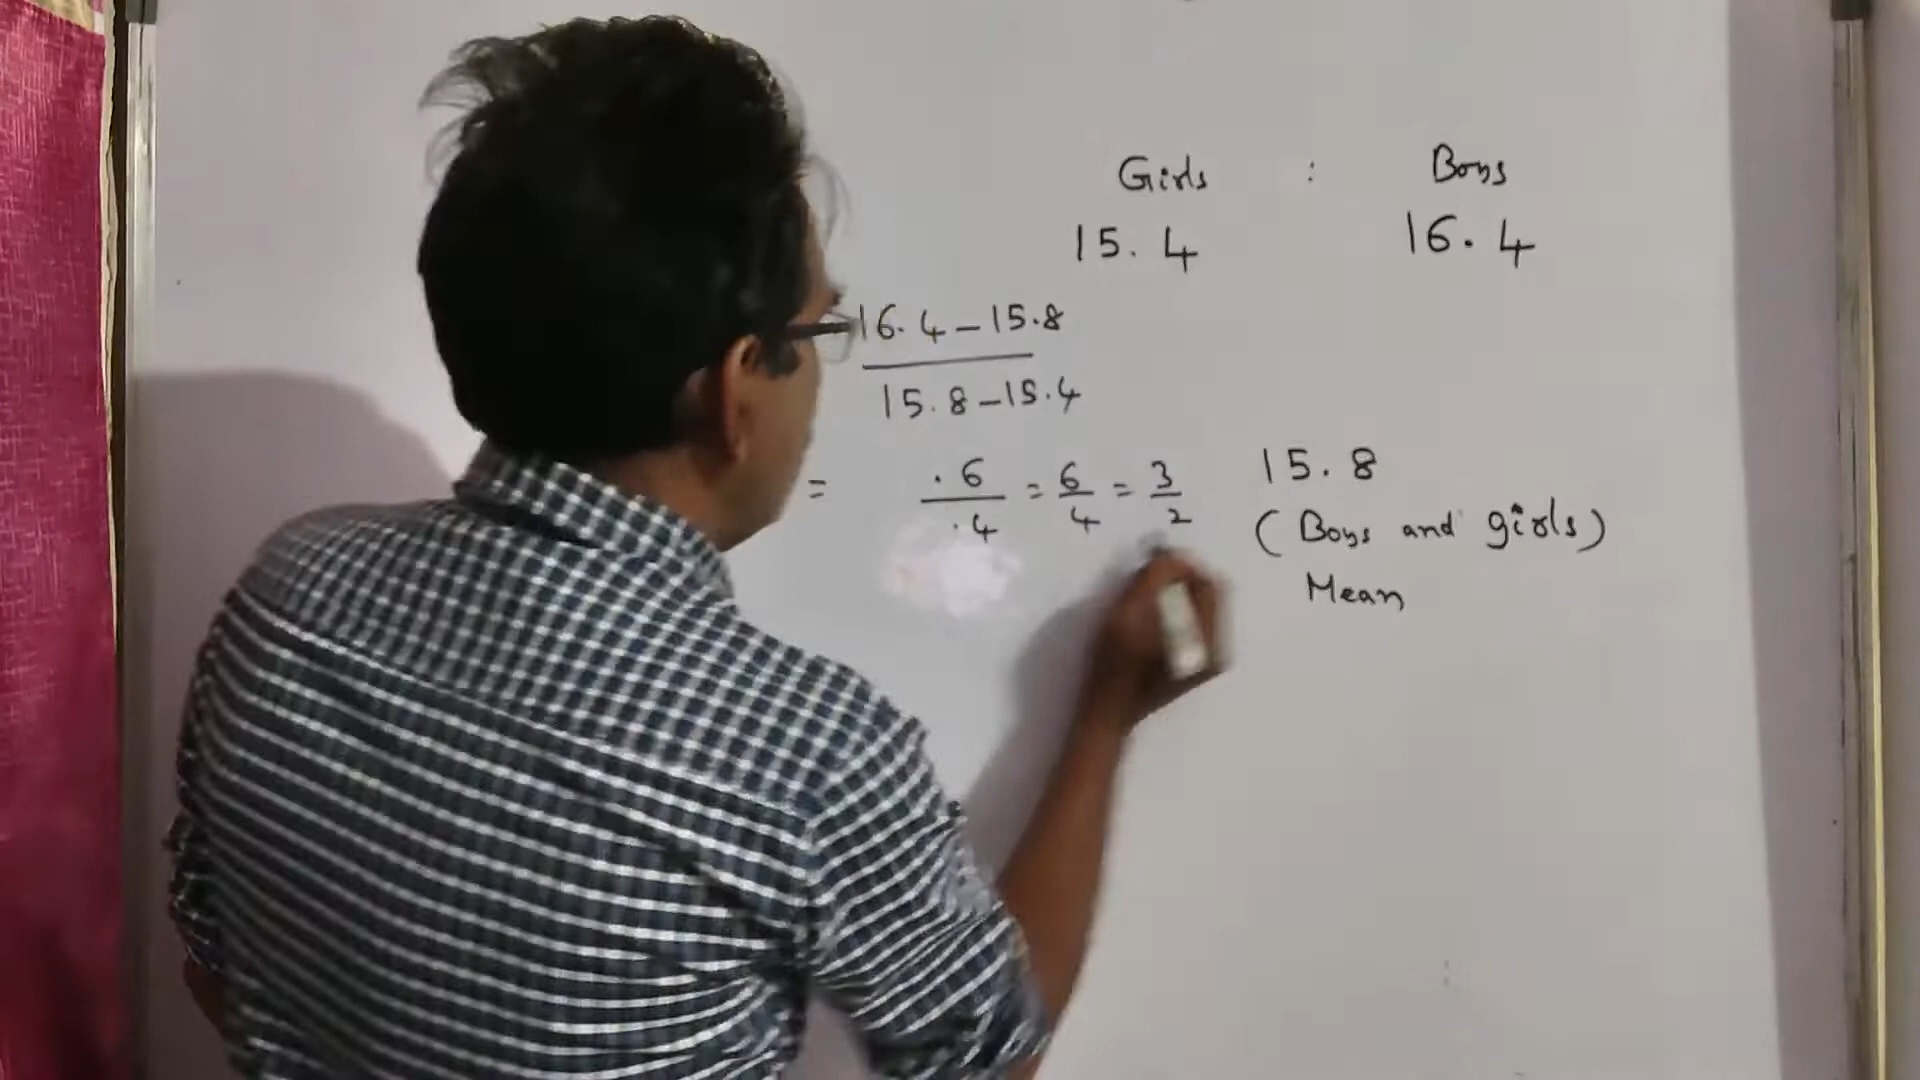 Girls : Boys
15.4 16.4
16.4-15.8
15.8-15.4
= .6/.4 = 6/4 = 3/2
15.8
(Boys and girls)
Mean